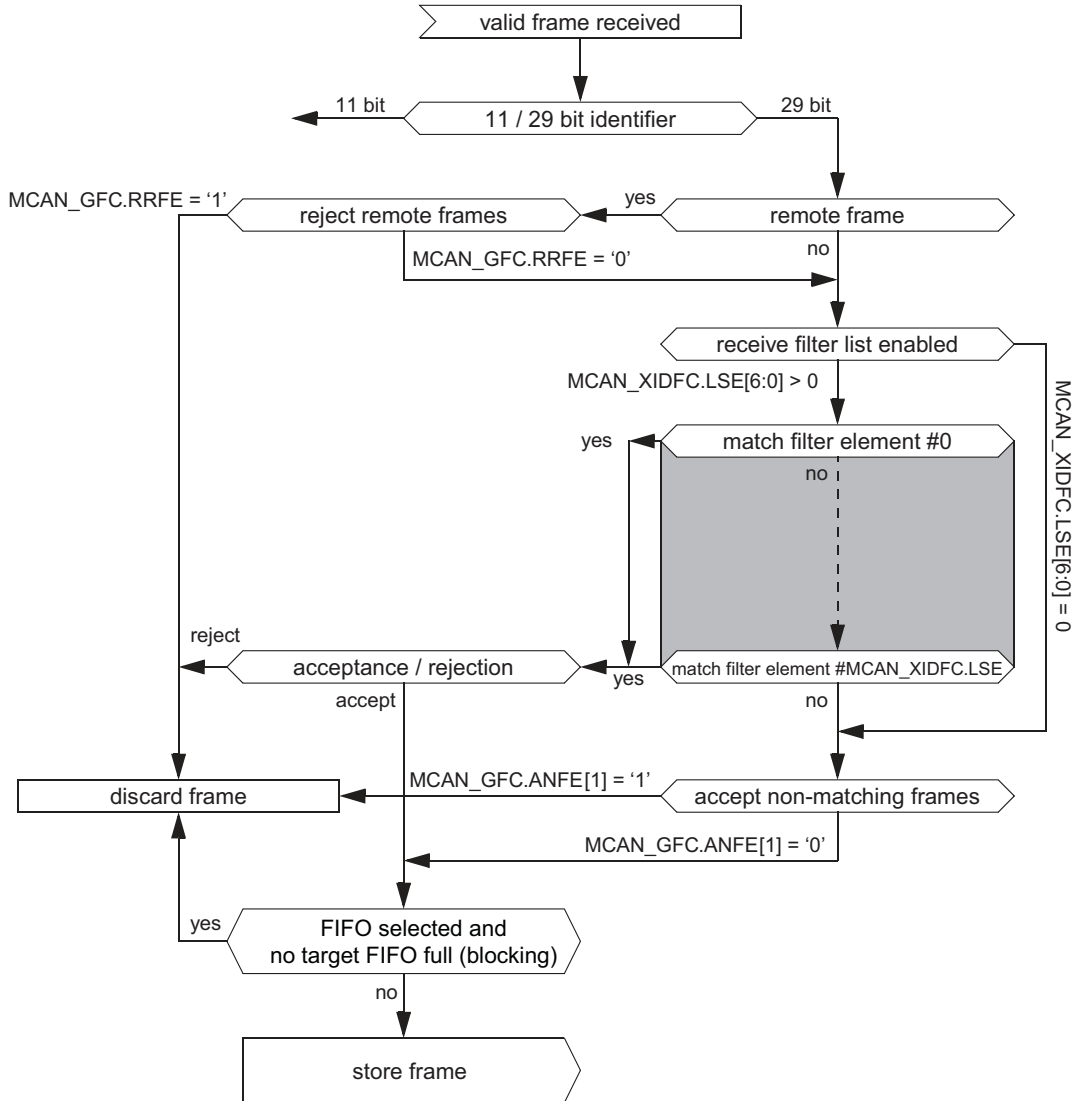 valid frame received
11 bit
11 / 29 bit identifier
29 bit
MCAN_GFC.RRFE = ‘1’
reject remote frames
yes
remote frame
MCAN_GFC.RRFE = ‘0’
no
receive filter list enabled
MCAN_XIDFC.LSE[6:0] > 0
MCAN_XIDFC.LSE[6:0] = 0
yes
match filter element #0
no
reject
acceptance / rejection
yes
match filter element #MCAN_XIDFC.LSE
accept
no
discard frame
MCAN_GFC.ANFE[1] = ‘1’
accept non-matching frames
MCAN_GFC.ANFE[1] = ‘0’
yes
FIFO selected and
no target FIFO full (blocking)
no
store frame